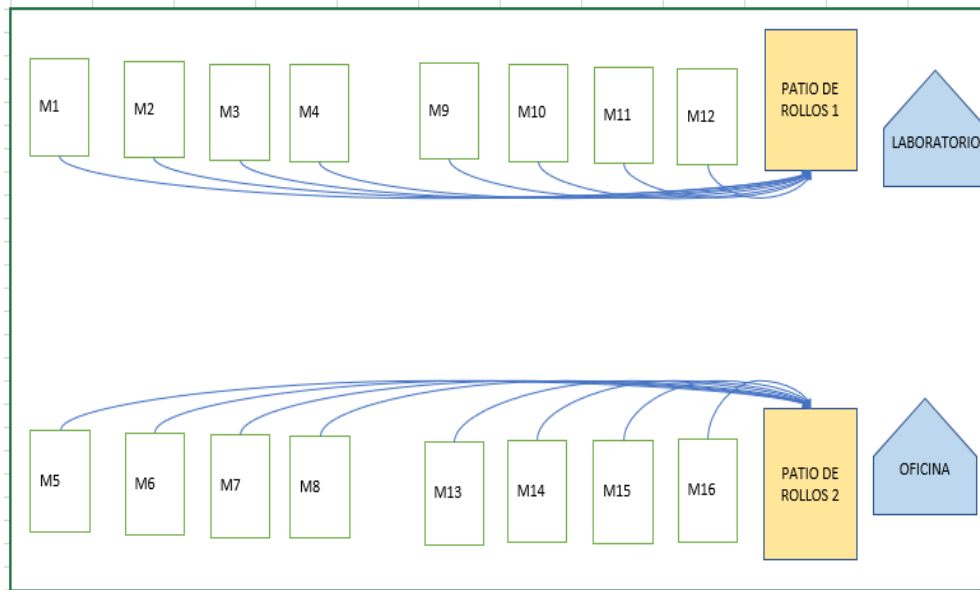 M1
M2
M3
M4
M9
M10
M11
M12
PATIO DE
ROLLOS 1
LABORATORIO
M5
M6
M7
M8
M13
M14
M15
M16
PATIO DE
ROLLOS 2
OFICINA